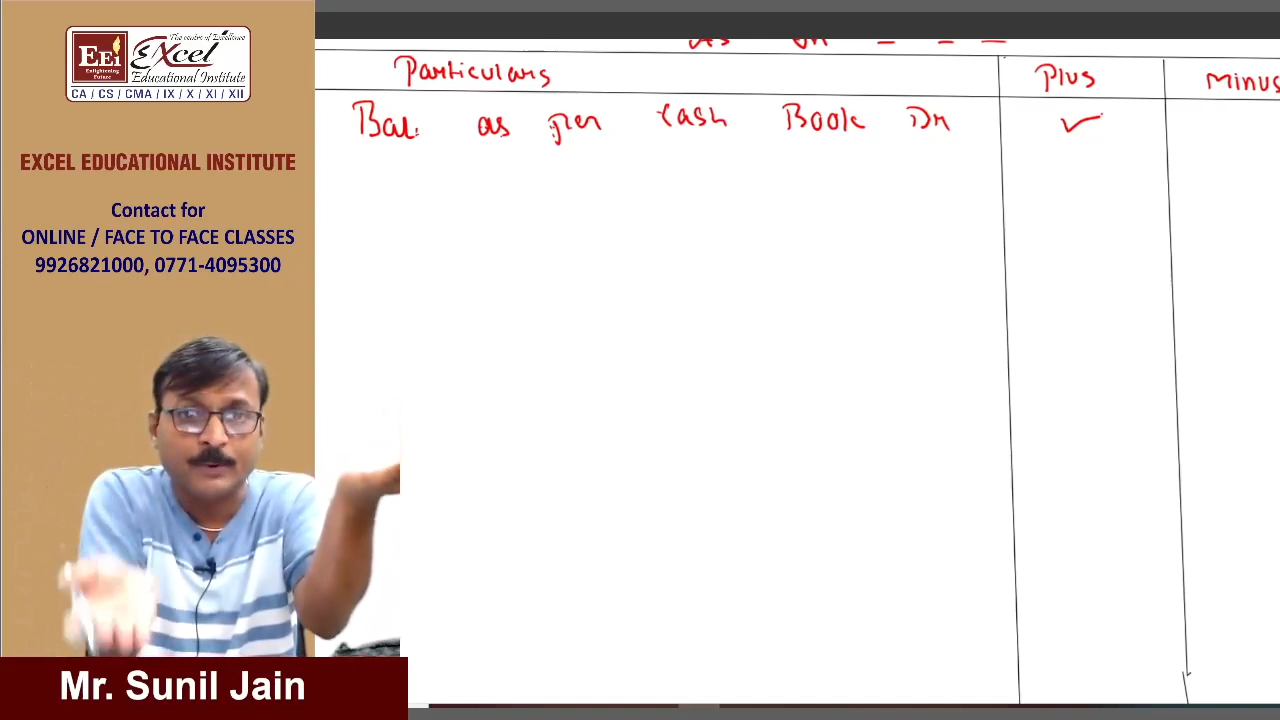 The centre of Excellence
EEi
Enlightening Future
Excel
Educational Institute
CA / CS / CMA / IX / X / XI / XII
EXCEL EDUCATIONAL INSTITUTE
Contact for
ONLINE / FACE TO FACE CLASSES
9926821000, 0771-4095300
As on - - -
Particulars Plus Minus
Bal. as per Cash Book Dr ✓
Mr. Sunil Jain